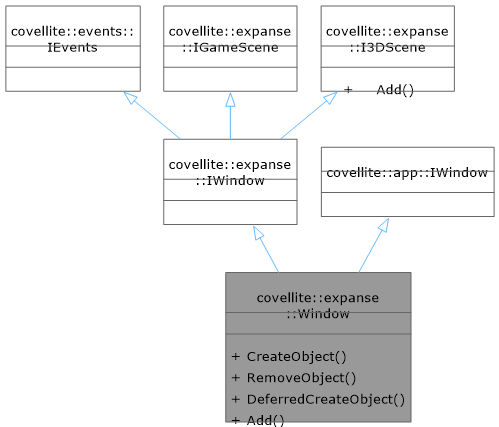 covellite::events::
IEvents
covellite::expanse
::IGameScene
covellite::expanse
::I3DScene
+ Add()
covellite::expanse
::IWindow
covellite::app::IWindow
covellite::expanse
::Window
+ CreateObject()
+ RemoveObject()
+ DeferredCreateObject()
+ Add()